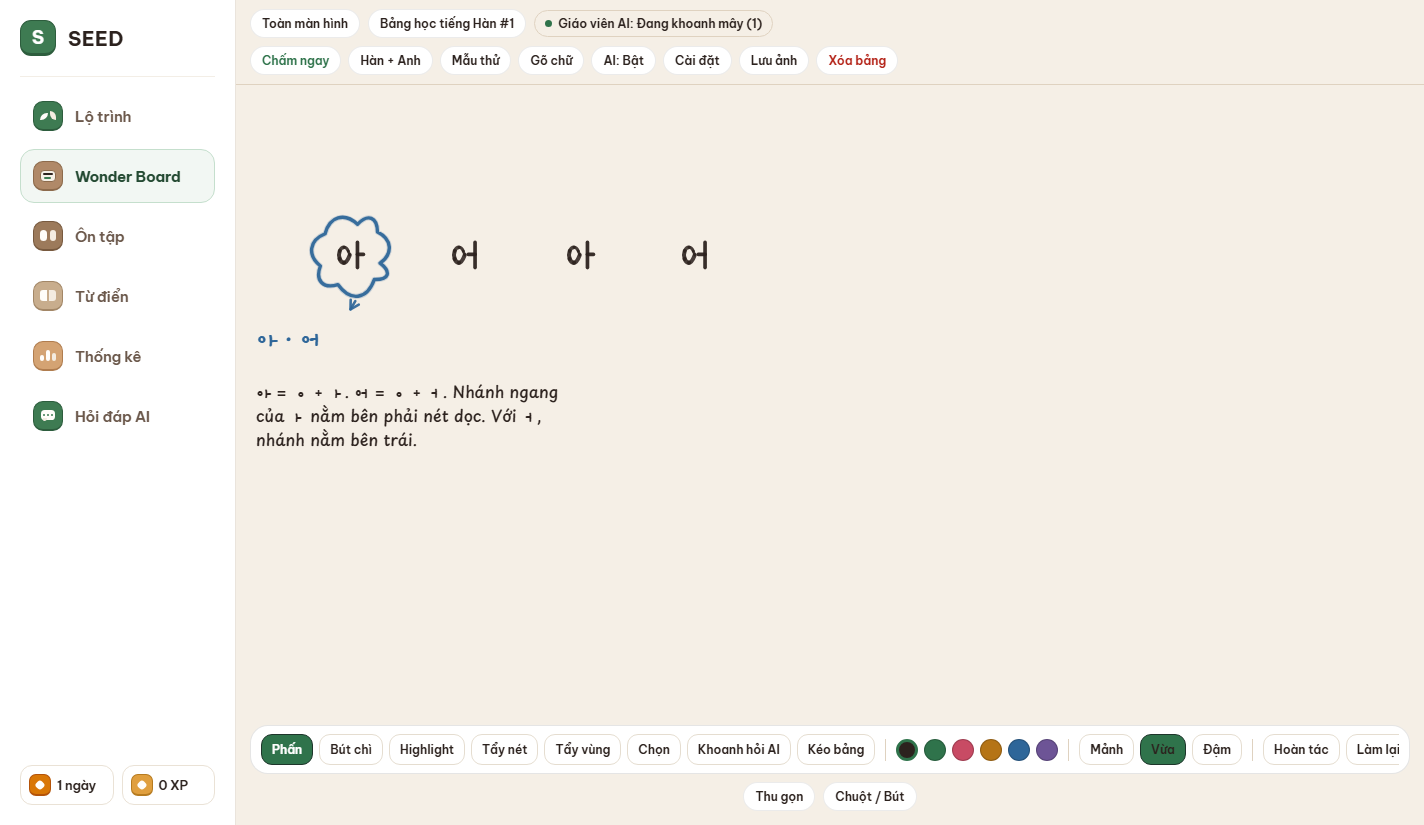 S SEED
Lộ trình
Wonder Board
Ôn tập
Từ điển
Thống kê
Hỏi đáp AI
1 ngày
0 XP
Toàn màn hình
Bảng học tiếng Hàn #1
Giáo viên AI: Đang khoanh mây (1)
Chấm ngay
Hàn + Anh
Mẫu thử
Gõ chữ
AI: Bật
Cài đặt
Lưu ảnh
Xóa bảng
아 어 아 어
아 · 어
아 = ㅇ + ㅏ. 어 = ㅇ + ㅓ. Nhánh ngang
của ㅏ nằm bên phải nét dọc. Với ㅓ,
nhánh nằm bên trái.
Phấn
Bút chì
Highlight
Tẩy nét
Tẩy vùng
Chọn
Khoanh hỏi AI
Kéo bảng
Mảnh
Vừa
Đậm
Hoàn tác
Làm lại
Thu gọn
Chuột / Bút